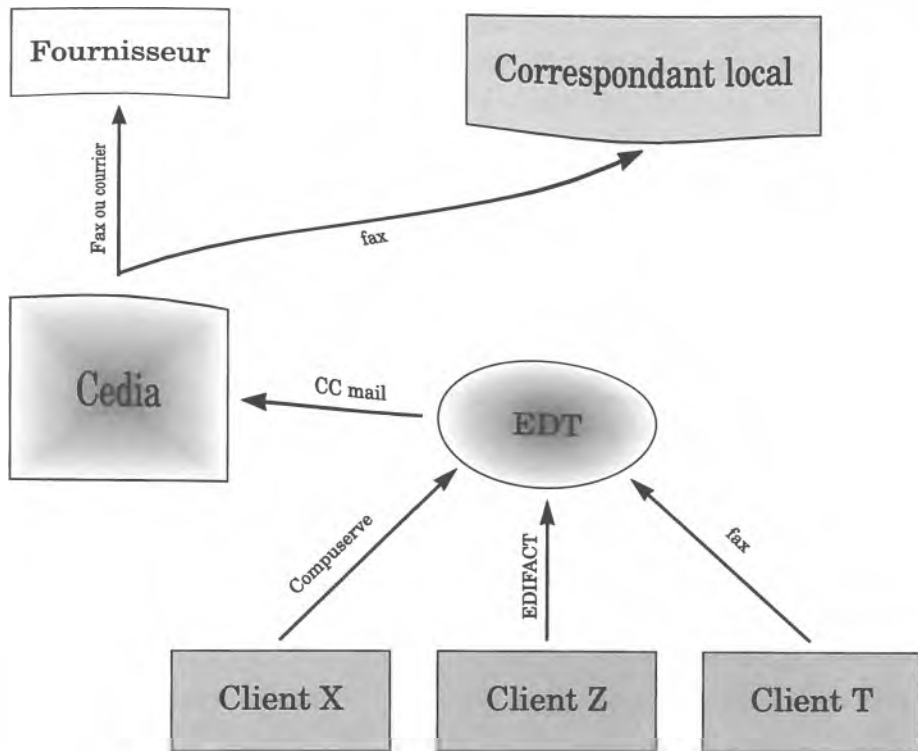 Fournisseur
Correspondant local
Fax ou courrier
fax
Cedia
CC mail
EDT
Compuserve
EDIFACT
fax
Client X
Client Z
Client T